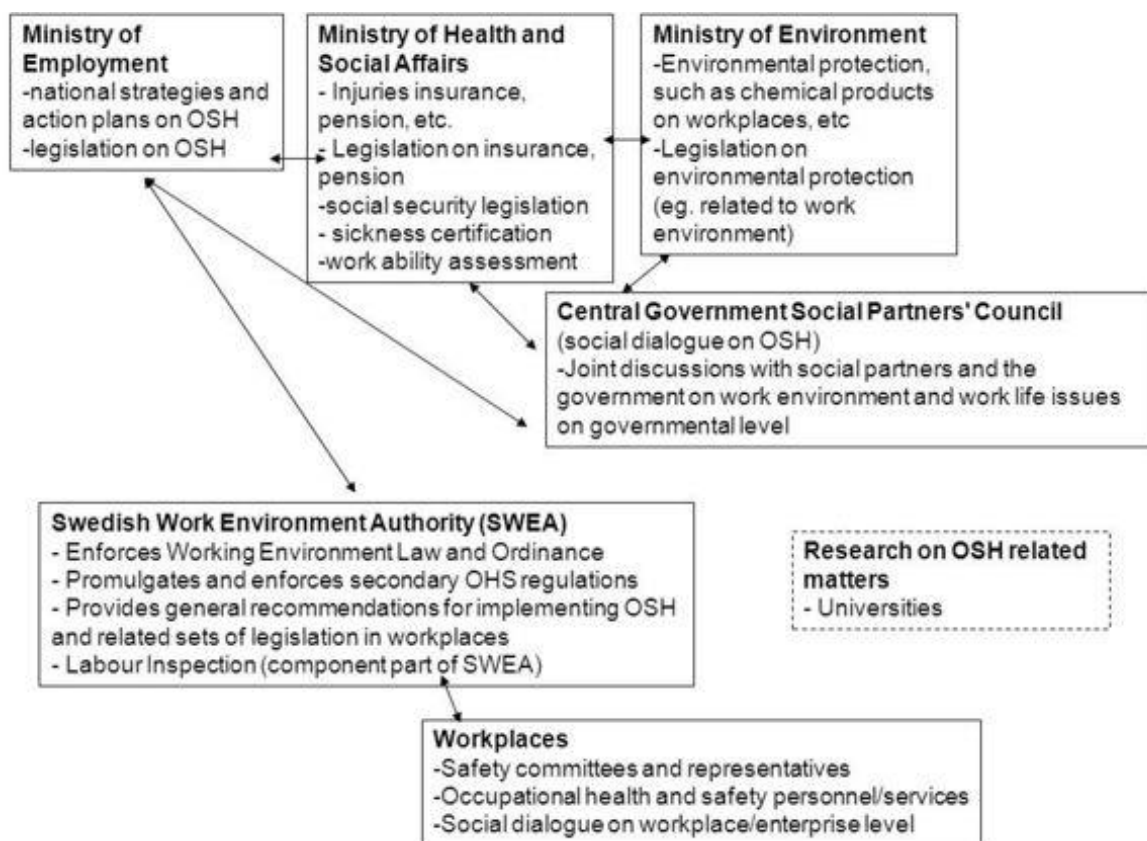 Ministry of
Employment
-national strategies and
action plans on OSH
-legislation on OSH
Ministry of Health and
Social Affairs
- Injuries insurance,
pension, etc.
- Legislation on insurance,
pension
-social security legislation
- sickness certification
-work ability assessment
Ministry of Environment
-Environmental protection,
such as chemical products
on workplaces, etc
-Legislation on
environmental protection
(eg. related to work
environment)
Central Government Social Partners' Council
(social dialogue on OSH)
-Joint discussions with social partners and the
government on work environment and work life issues
on governmental level
Swedish Work Environment Authority (SWEA)
- Enforces Working Environment Law and Ordinance
- Promulgates and enforces secondary OHS regulations
- Provides general recommendations for implementing OSH
and related sets of legislation in workplaces
- Labour Inspection (component part of SWEA)
Research on OSH related
matters
- Universities
Workplaces
-Safety committees and representatives
-Occupational health and safety personnel/services
-Social dialogue on workplace/enterprise level